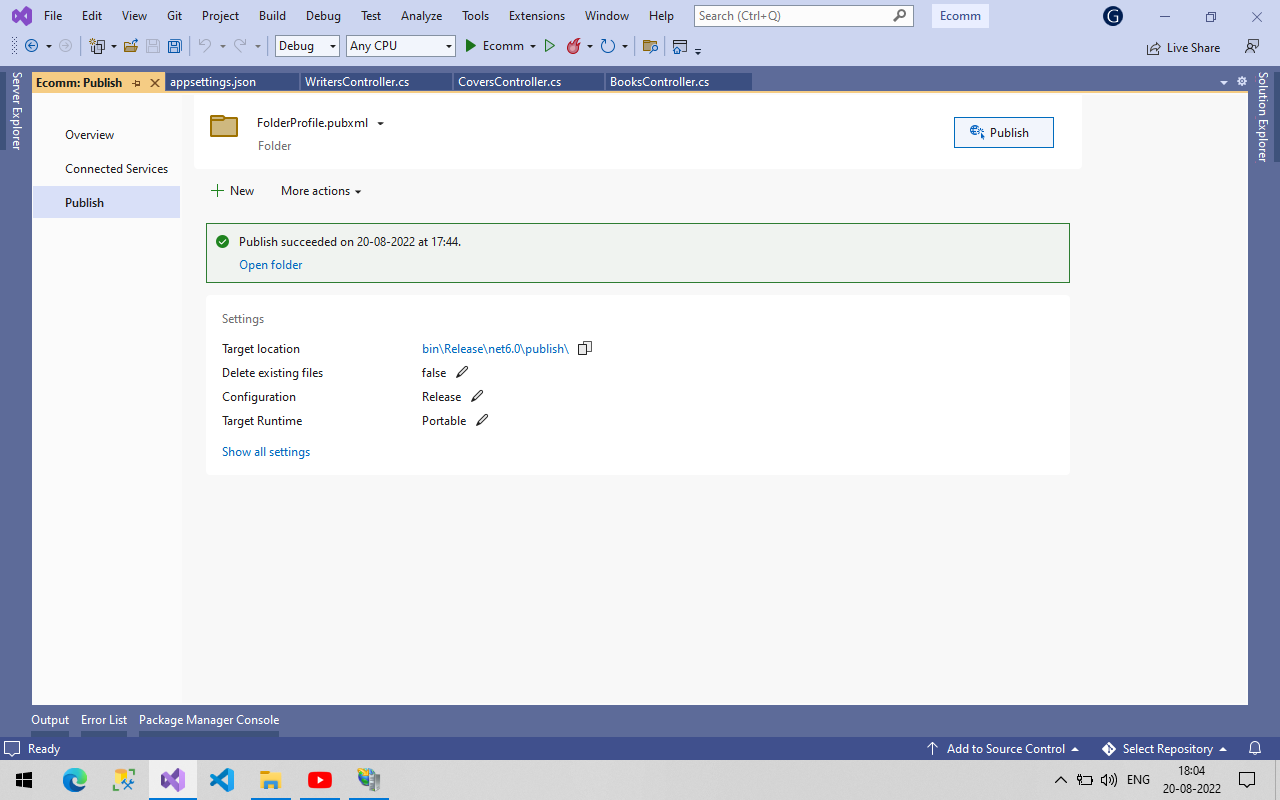 File Edit View Git Project Build Debug Test Analyze Tools Extensions Window Help Search (Ctrl+Q) Ecomm G
Debug Any CPU Ecomm Live Share
Ecomm: Publish appsettings.json WritersController.cs CoversController.cs BooksController.cs
Server Explorer
Solution Explorer
Overview
Connected Services
Publish
FolderProfile.pubxml
Folder
Publish
New More actions
Publish succeeded on 20-08-2022 at 17:44.
Open folder
Settings
Target location bin\Release\net6.0\publish\
Delete existing files false
Configuration Release
Target Runtime Portable
Show all settings
Output Error List Package Manager Console
Ready Add to Source Control Select Repository
ENG 18:04
20-08-2022